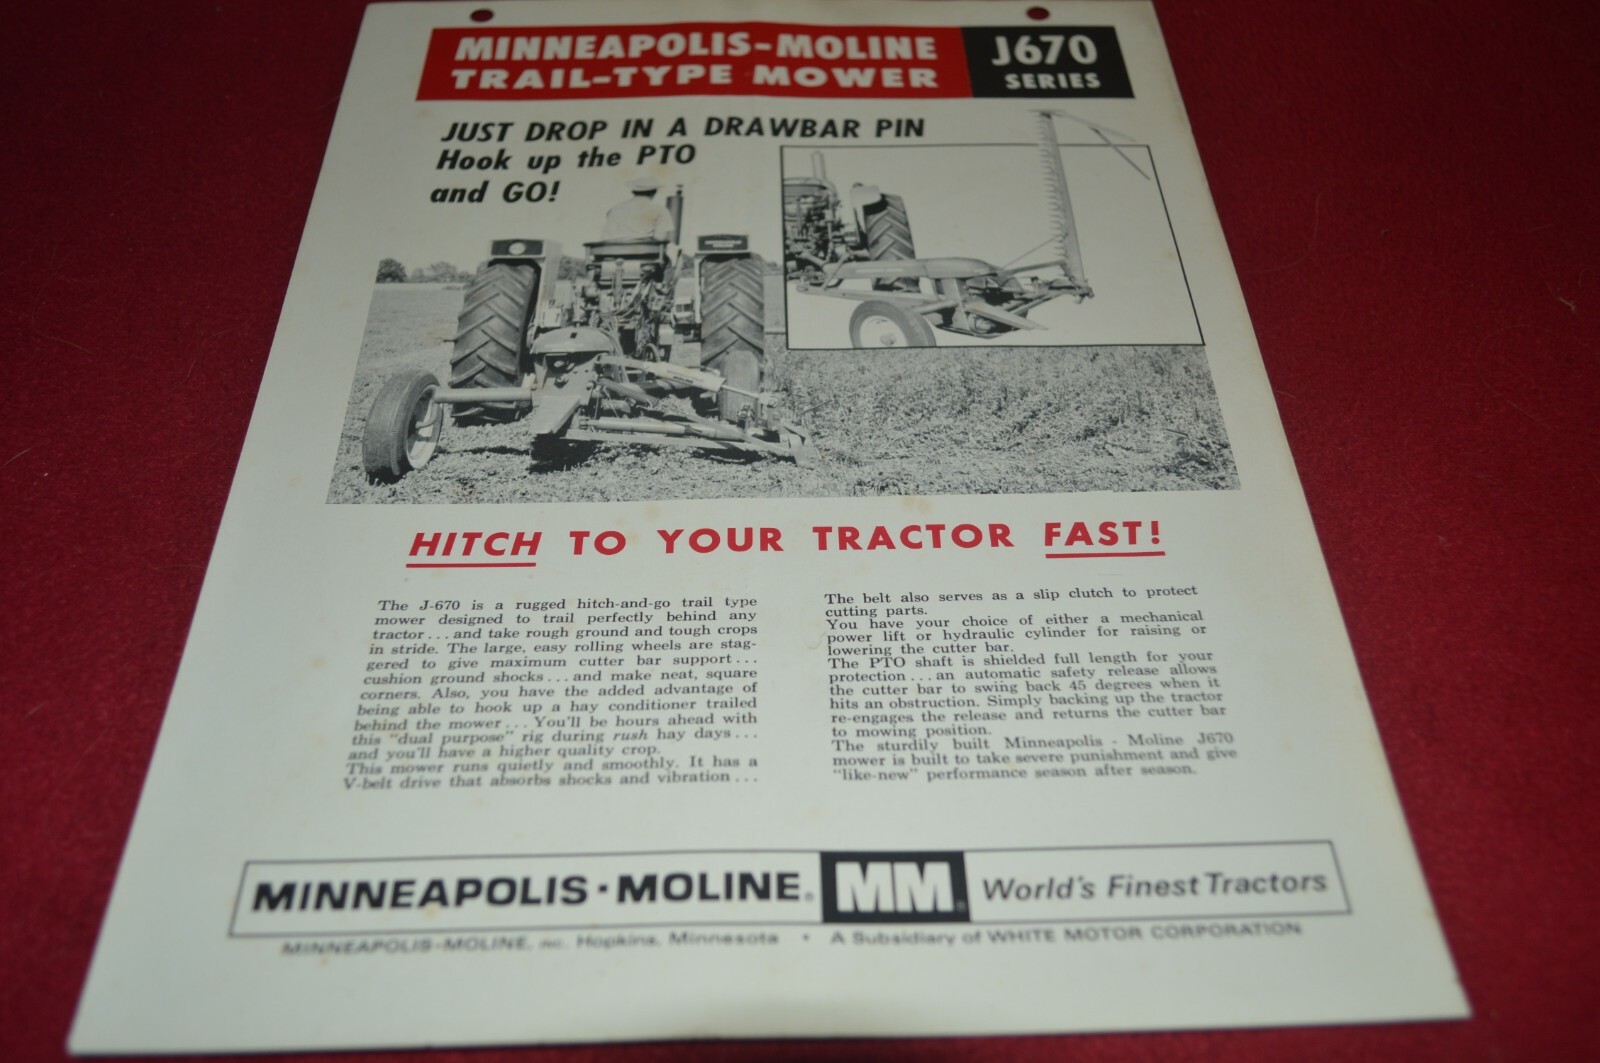 MINNEAPOLIS-MOLINE
TRAIL-TYPE MOWER
J670
SERIES
JUST DROP IN A DRAWBAR PIN
Hook up the PTO
and GO!
HITCH TO YOUR TRACTOR FAST!
The J-670 is a rugged hitch-and-go trail type
mower designed to trail perfectly behind any
tractor . . . and take rough ground and tough crops
in stride. The large, easy rolling wheels are stag-
gered to give maximum cutter bar support . . .
cushion ground shocks . . . and make neat, square
corners. Also, you have the added advantage of
being able to hook up a hay conditioner trailed
behind the mower . . . You'll be hours ahead with
this "dual purpose" rig during rush hay days . . .
and you'll have a higher quality crop.
This mower runs quietly and smoothly. It has a
V-belt drive that absorbs shocks and vibration . . .
The belt also serves as a slip clutch to protect
cutting parts.
You have your choice of either a mechanical
power lift or hydraulic cylinder for raising or
lowering the cutter bar.
The PTO shaft is shielded full length for your
protection . . . an automatic safety release allows
the cutter bar to swing back 45 degrees when it
hits an obstruction. Simply backing up the tractor
re-engages the release and returns the cutter bar
to mowing position.
The sturdily built Minneapolis - Moline J670
mower is built to take severe punishment and give
"like-new" performance season after season.
MINNEAPOLIS · MOLINE® MM® World's Finest Tractors
MINNEAPOLIS-MOLINE, INC. Hopkins, Minnesota • A Subsidiary of WHITE MOTOR CORPORATION